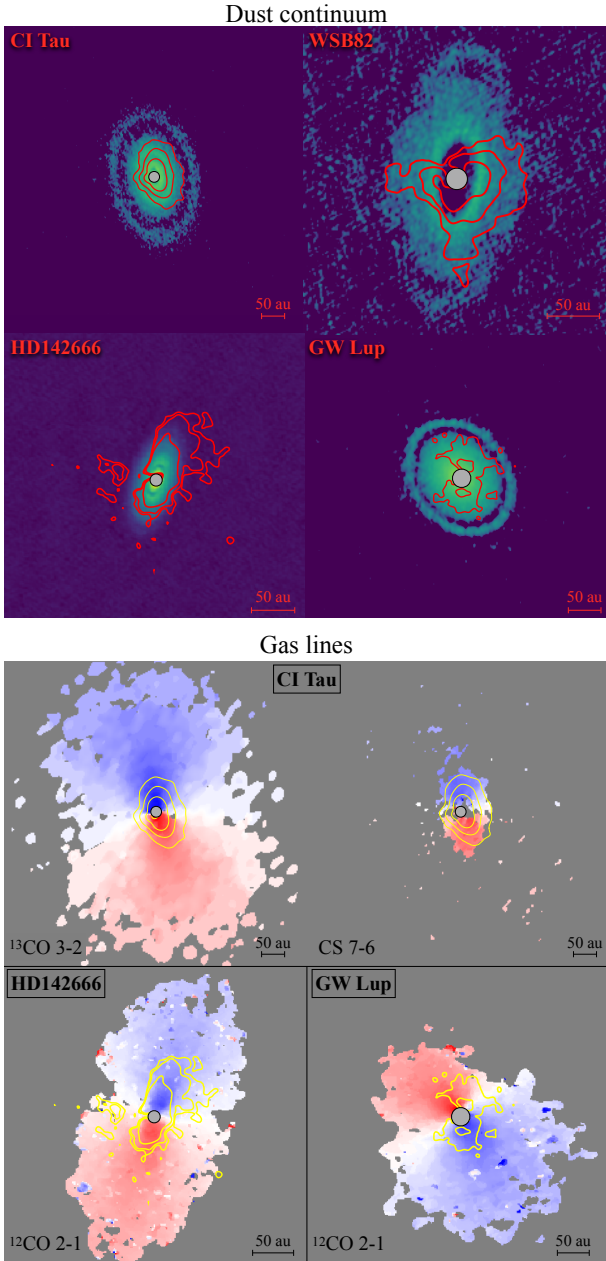 Dust continuum
CI Tau
WSB82
50 au
50 au
HD142666
GW Lup
50 au
50 au
Gas lines
CI Tau
¹³CO 3-2
50 au
CS 7-6
50 au
HD142666
GW Lup
¹²CO 2-1
50 au
¹²CO 2-1
50 au